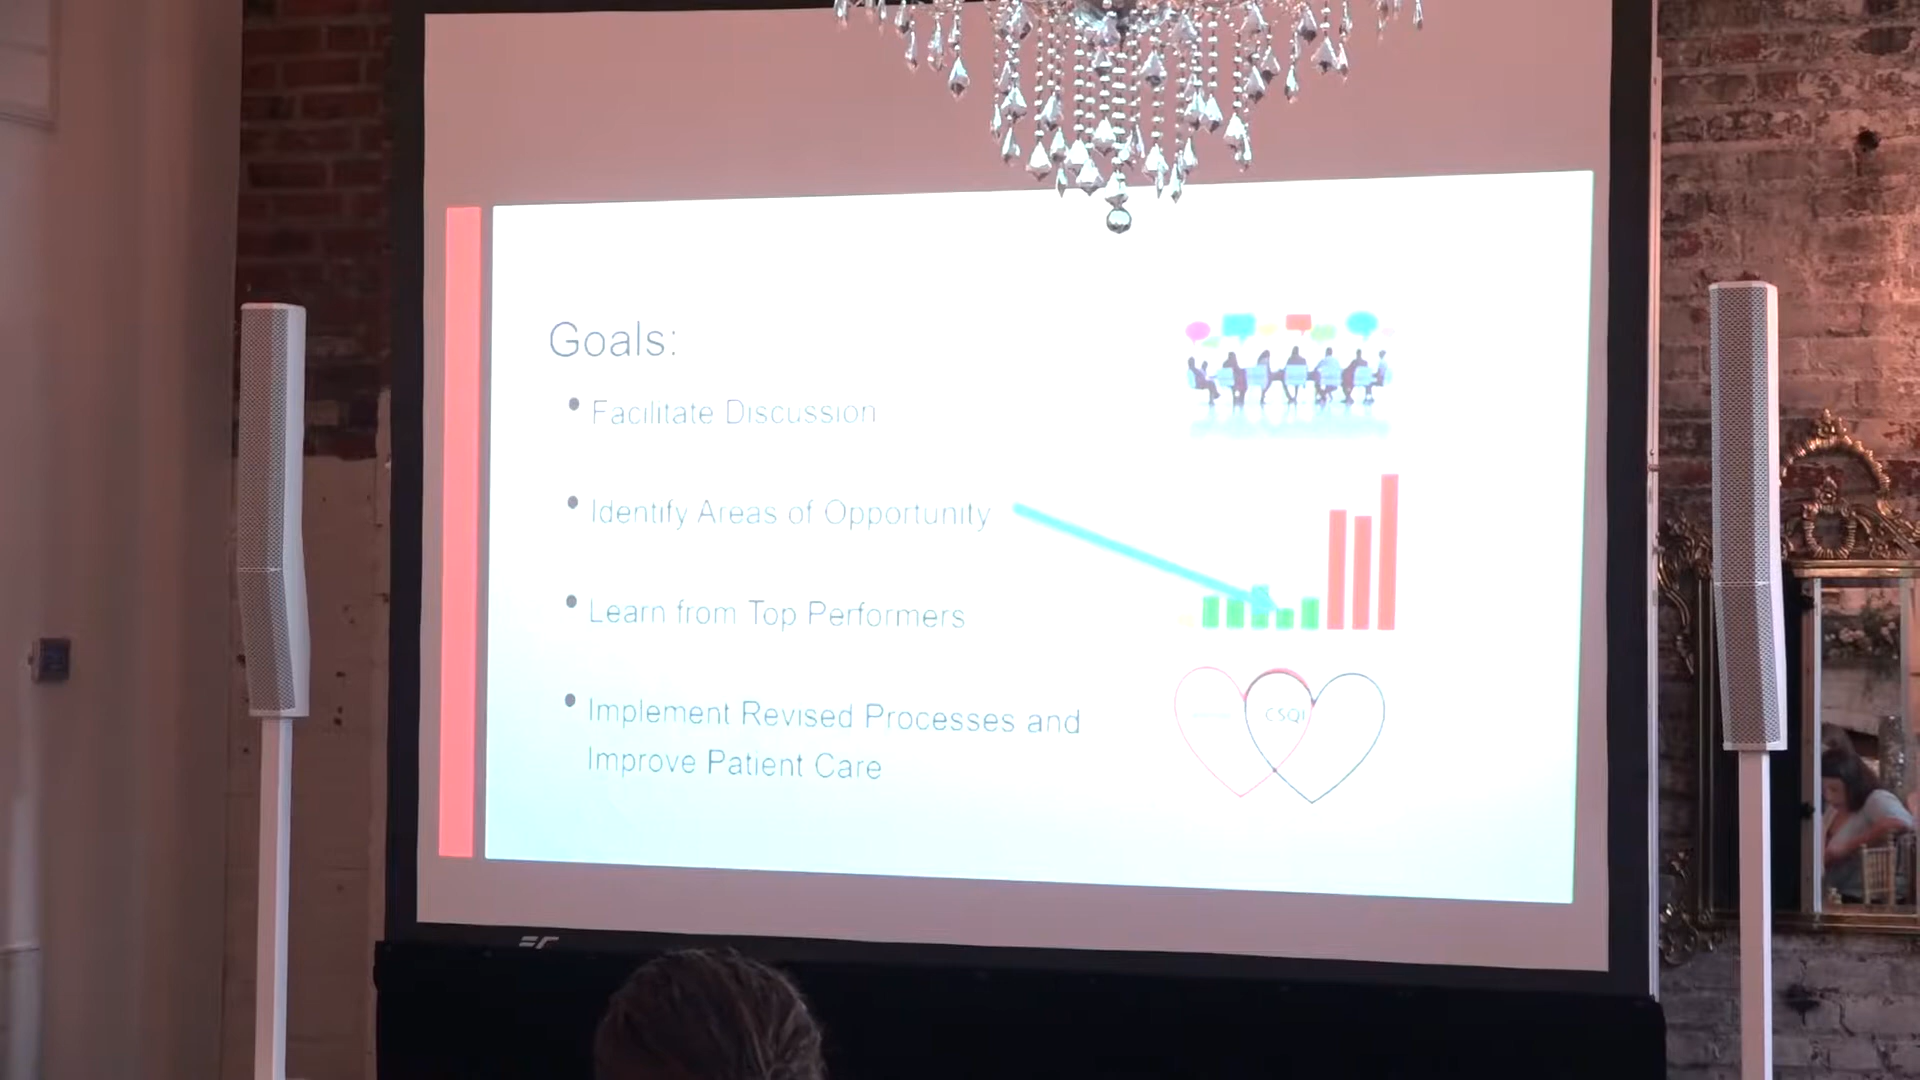 Goals:
• Facilitate Discussion
• Identify Areas of Opportunity
• Learn from Top Performers
• Implement Revised Processes and
Improve Patient Care
CSQI